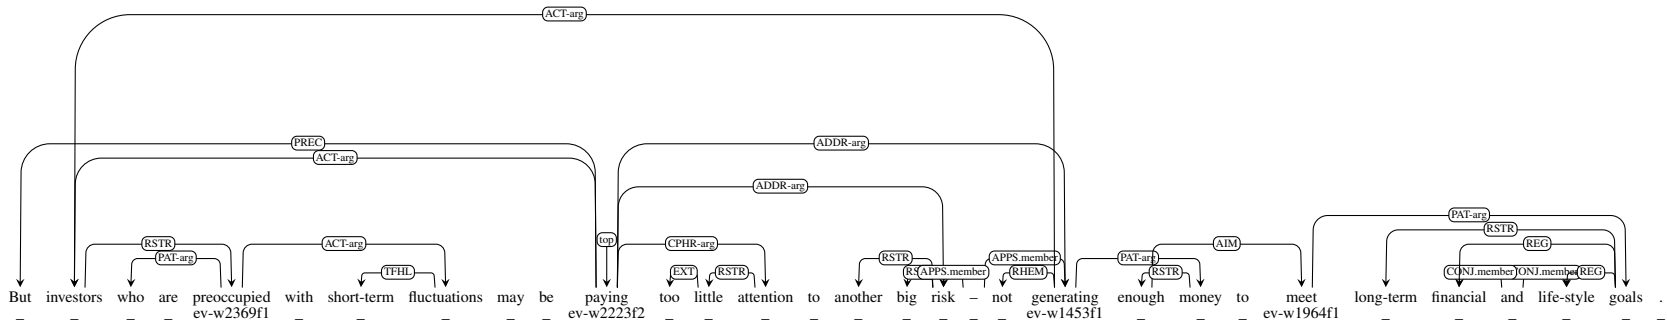 ACT-arg
PREC
ADDR-arg
ACT-arg
ADDR-arg
PAT-arg
RSTR
top
RSTR ACT-arg CPHR-arg AIM REG
PAT-arg RSTR APPS.member PAT-arg
TFHL EXT RSTR APPS.member RHEM RSTR CONJ.member REG
But investors who are preoccupied with short-term fluctuations may be paying too little attention to another big risk – not generating enough money to meet long-term financial and life-style goals .
_ _ _ _ ev-w2369f1 _ _ _ _ _ ev-w2223f2 _ _ _ _ _ _ _ _ _ ev-w1453f1 _ _ _ ev-w1964f1 _ _ _ _ _ _